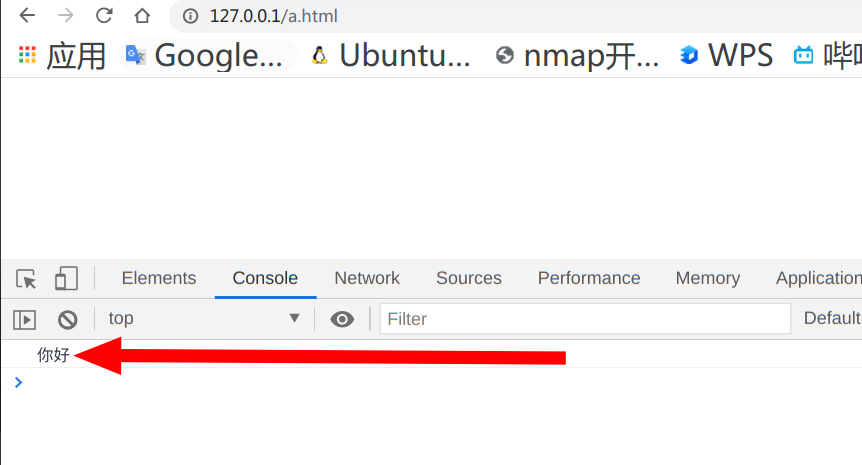 127.0.0.1/a.html
应用 Google... Ubuntu... nmap开... WPS
Elements Console Network Sources Performance Memory Application
top Filter Default
你好